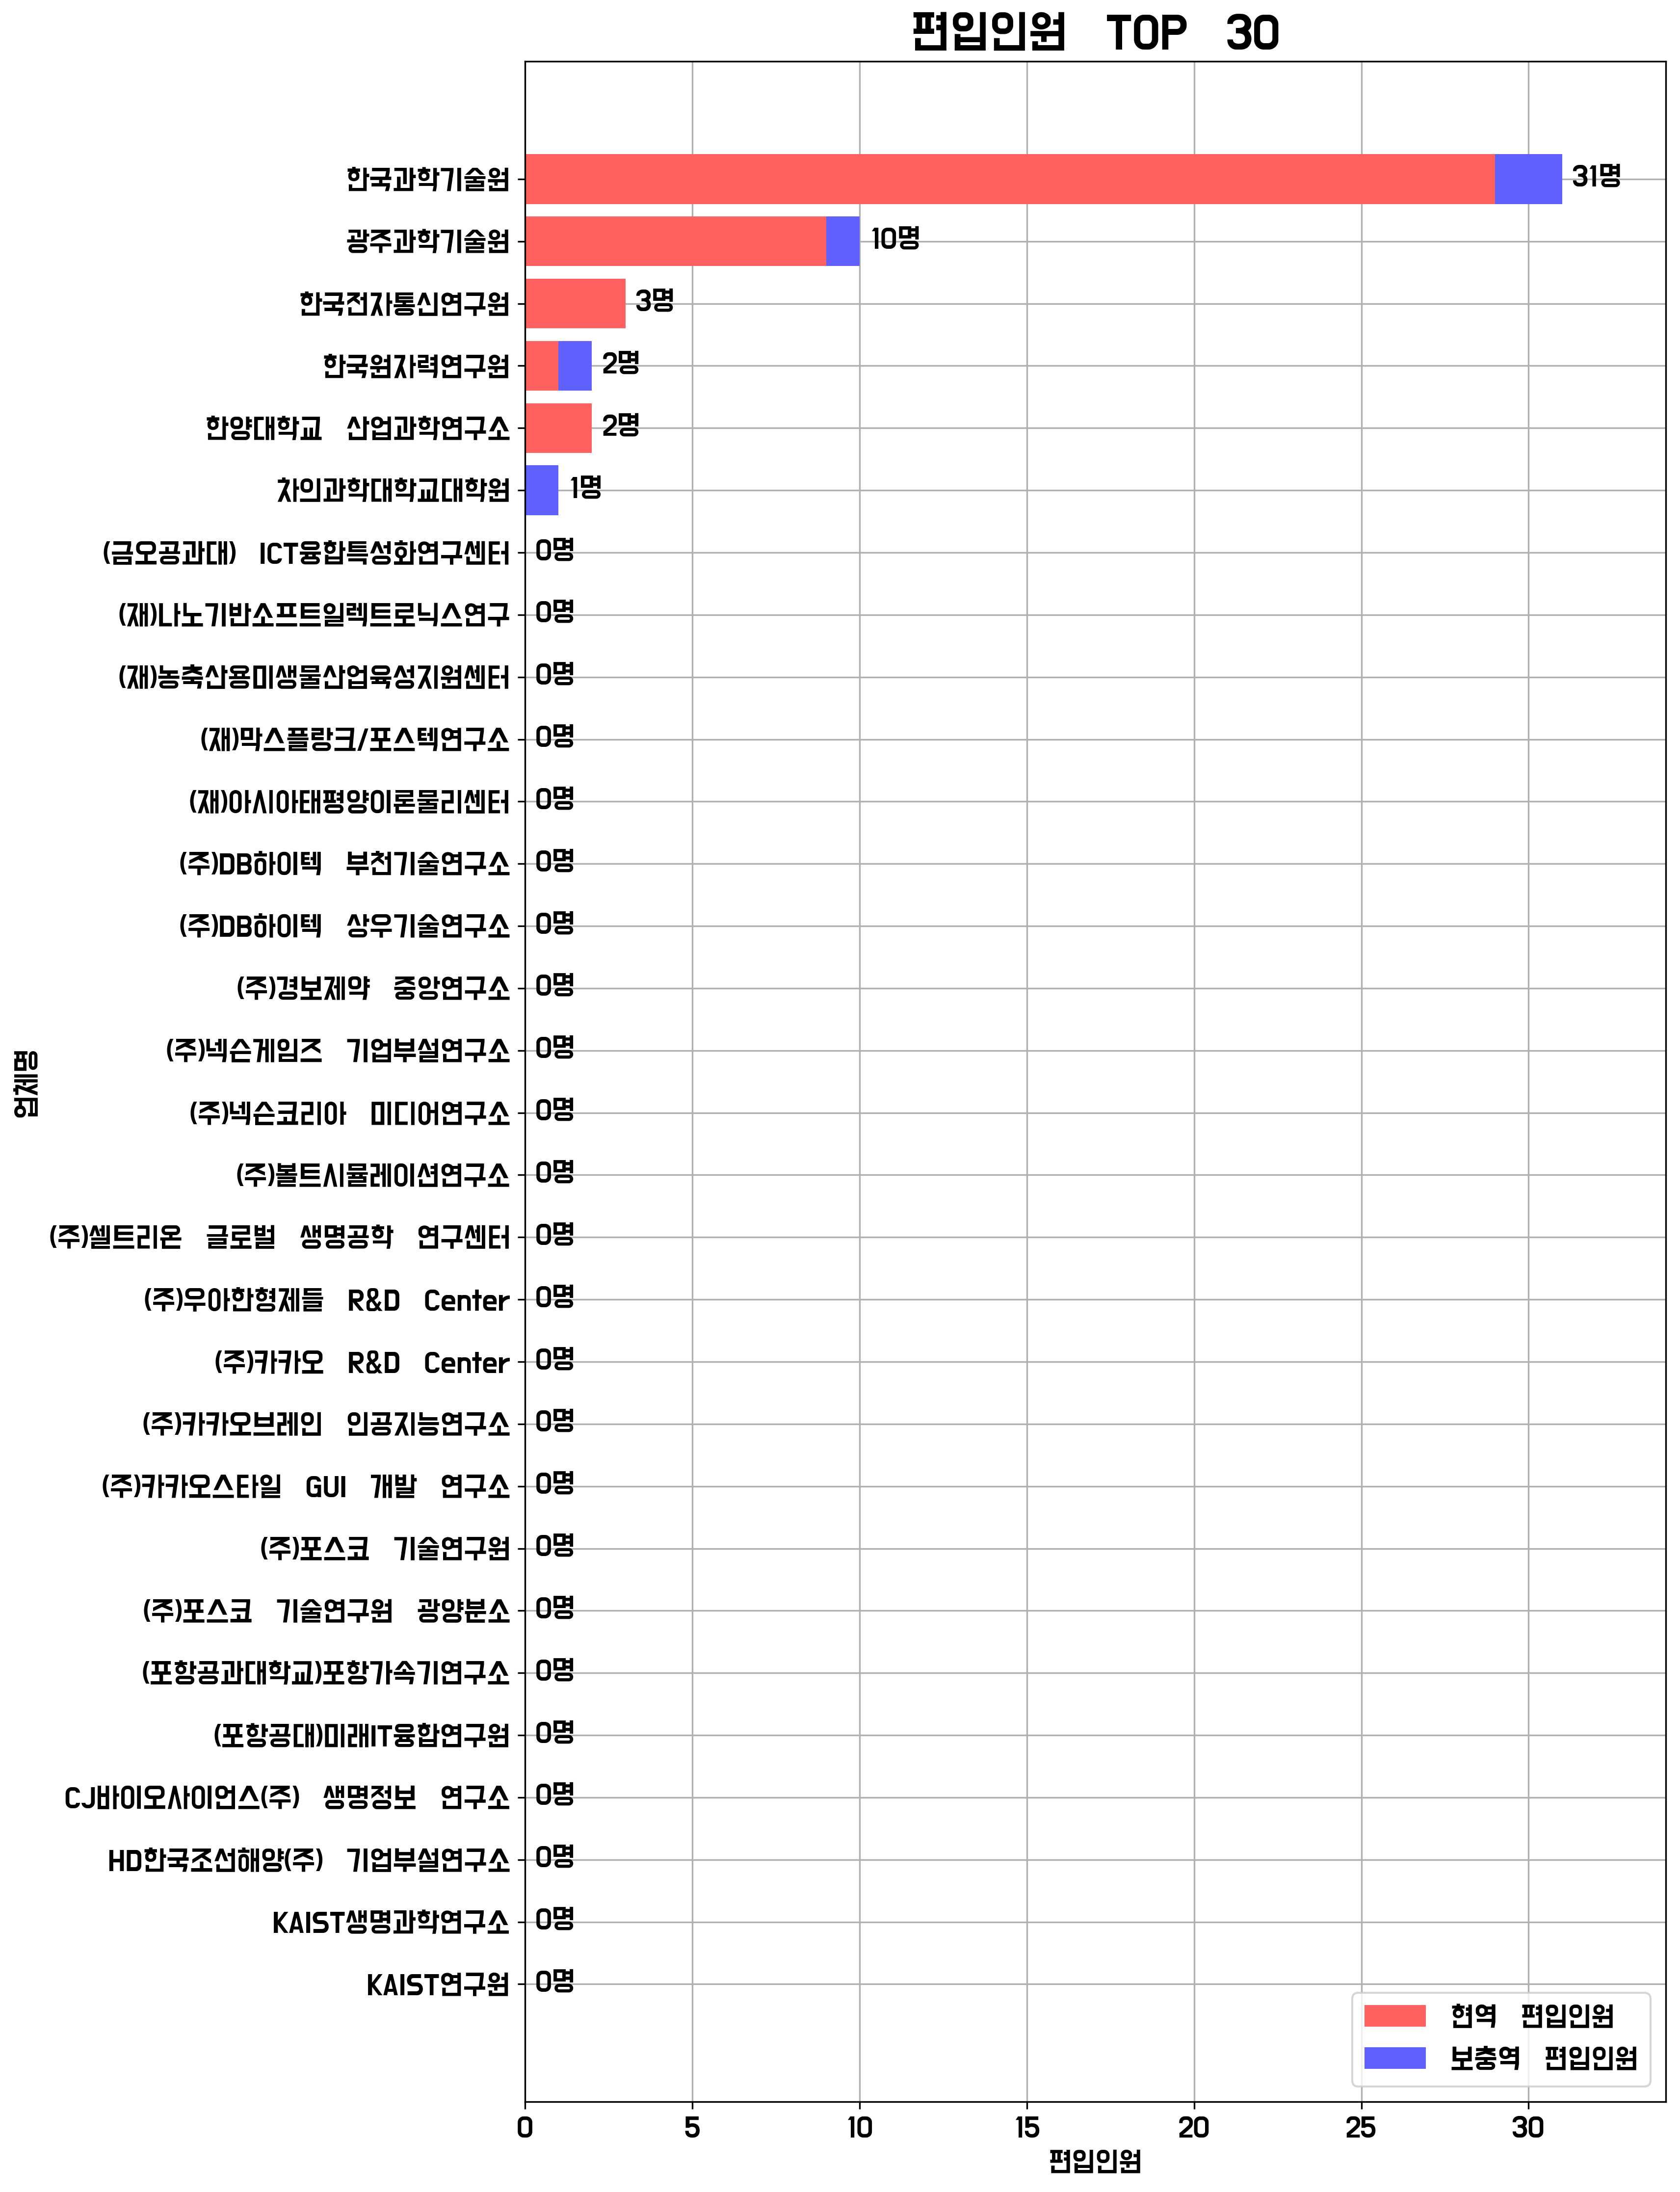 편입인원 TOP 30
한국과학기술원 31명
광주과학기술원 10명
한국전자통신연구원 3명
한국원자력연구원 2명
한양대학교 산업과학연구소 2명
차의과학대학교대학원 1명
(금오공과대) ICT융합특성화연구센터 0명
(재)나노기반소프트일렉트로닉스연구 0명
(재)농축산용미생물산업육성지원센터 0명
(재)막스플랑크/포스텍연구소 0명
(재)아시아태평양이론물리센터 0명
(주)DB하이텍 부천기술연구소 0명
(주)DB하이텍 상우기술연구소 0명
(주)경보제약 중앙연구소 0명
(주)넥슨게임즈 기업부설연구소 0명
(주)넥슨코리아 미디어연구소 0명
(주)볼트시뮬레이션연구소 0명
(주)셀트리온 글로벌 생명공학 연구센터 0명
(주)우아한형제들 R&D Center 0명
(주)카카오 R&D Center 0명
(주)카카오브레인 인공지능연구소 0명
(주)카카오스타일 GUI 개발 연구소 0명
(주)포스코 기술연구원 0명
(주)포스코 기술연구원 광양분소 0명
(포항공과대학교)포항가속기연구소 0명
(포항공대)미래IT융합연구원 0명
CJ바이오사이언스(주) 생명정보 연구소 0명
HD한국조선해양(주) 기업부설연구소 0명
KAIST생명과학연구소 0명
KAIST연구원 0명
업체명
현역 편입인원
보충역 편입인원
0 5 10 15 20 25 30
편입인원